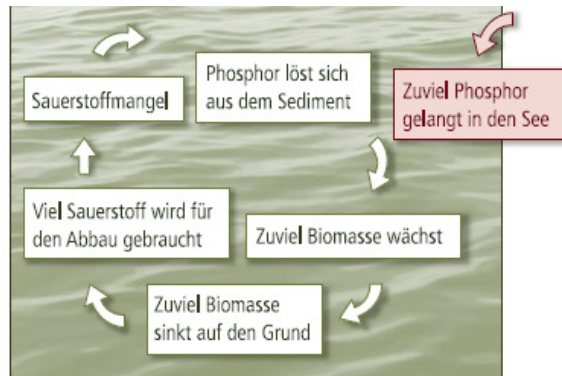 Phosphor löst sich
aus dem Sediment
Zuviel Phosphor
gelangt in den See
Sauerstoffmangel
Viel Sauerstoff wird für
den Abbau gebraucht
Zuviel Biomasse wächst
Zuviel Biomasse
sinkt auf den Grund